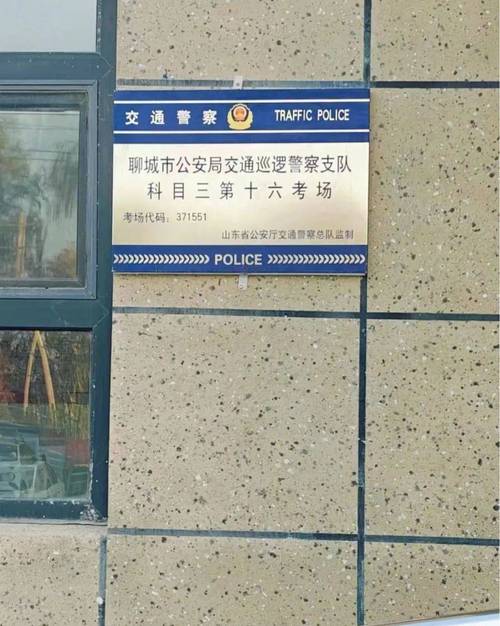 交通警察 TRAFFIC POLICE
聊城市公安局交通巡逻警察支队
科目三第十六考场
考场代码：371551
山东省公安厅交通警察总队监制
POLICE